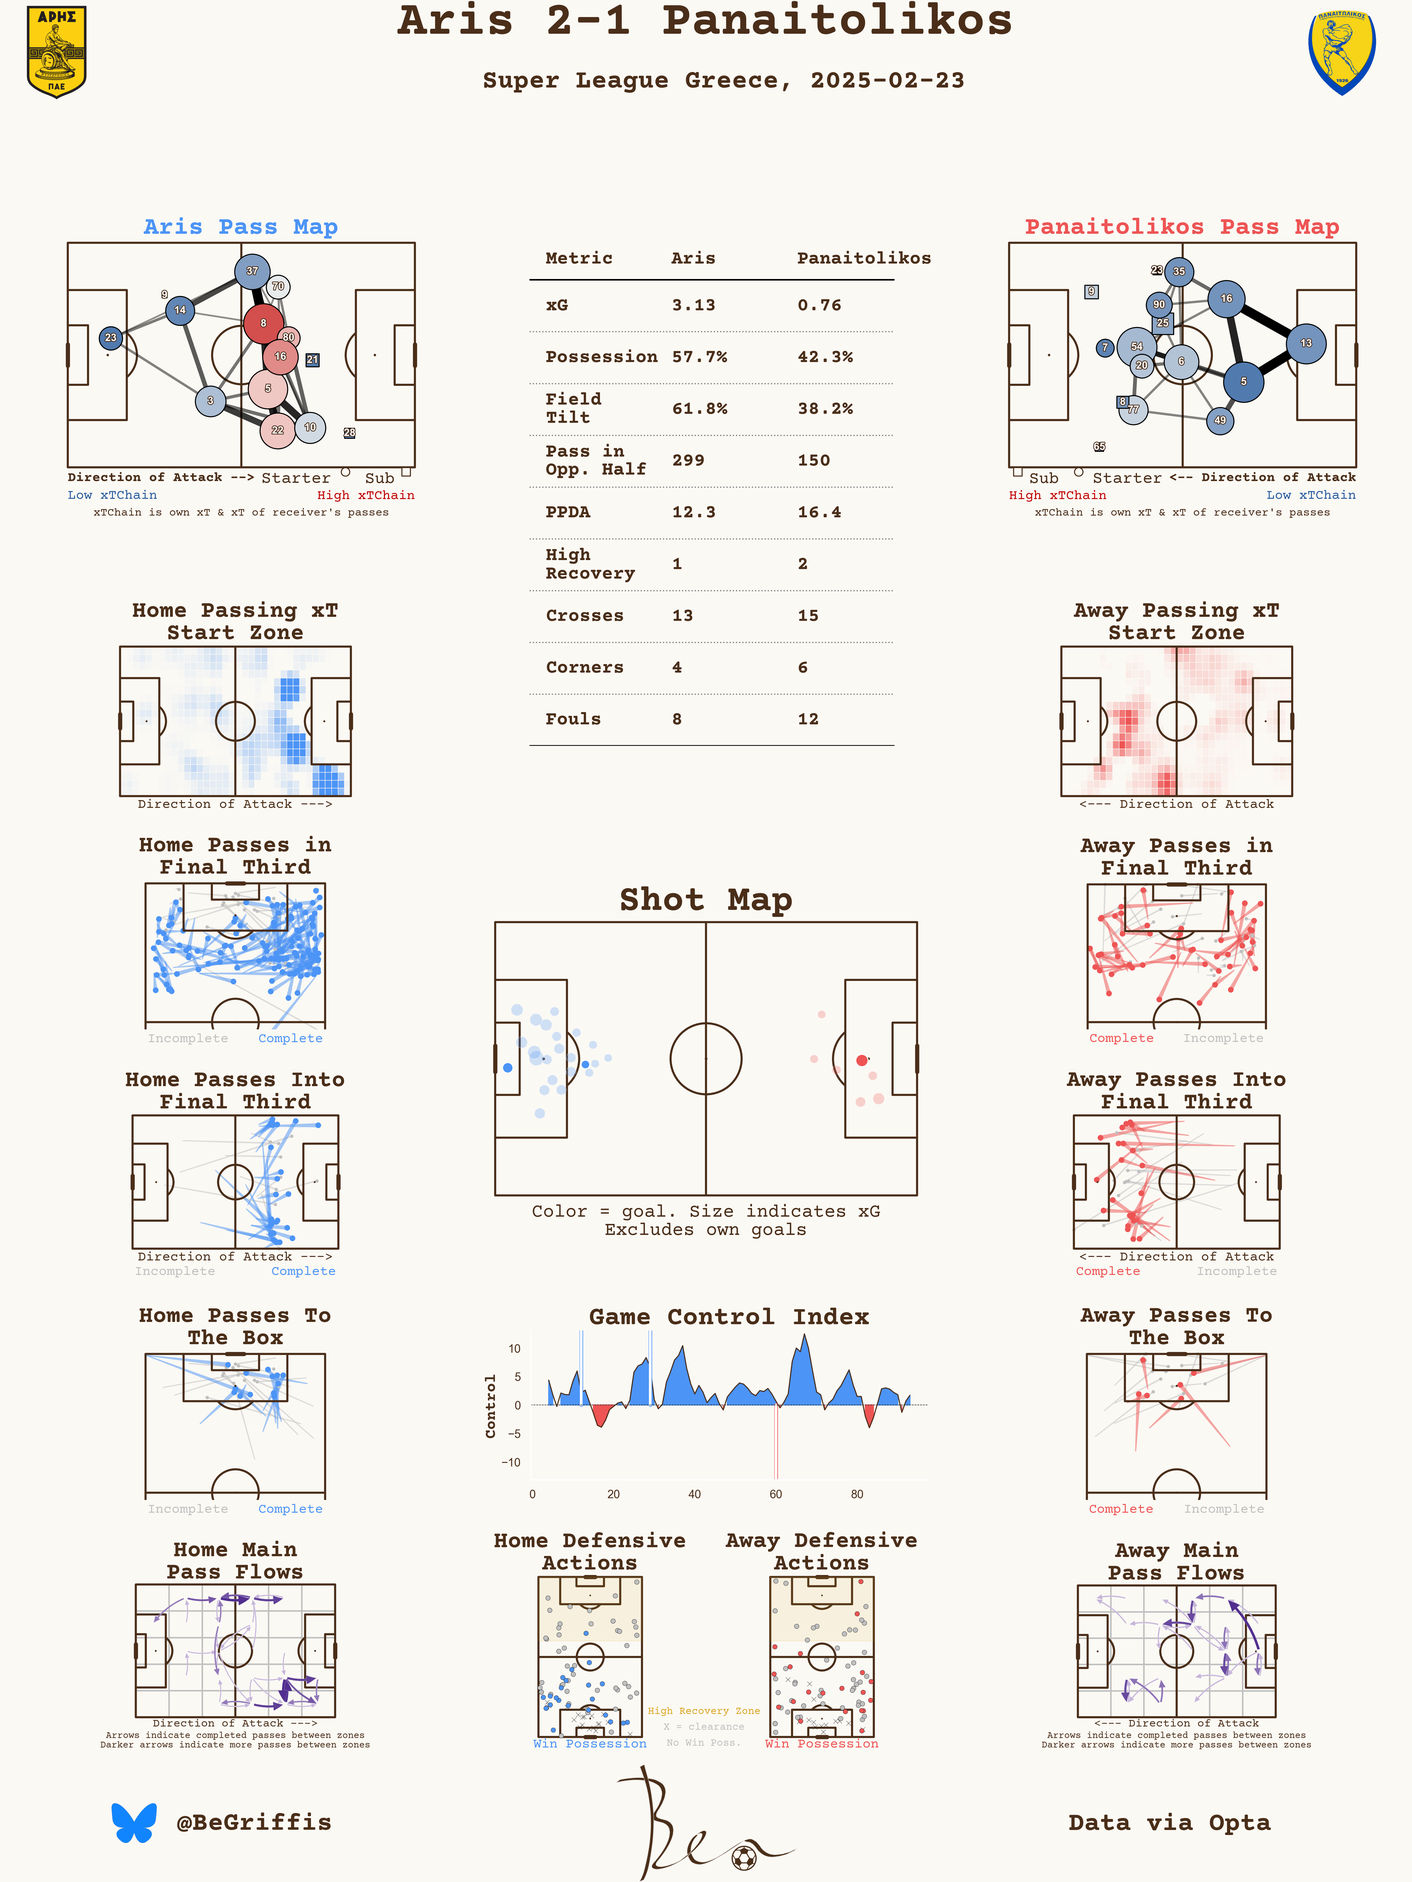 Aris 2-1 Panaitolikos
Super League Greece, 2025-02-23
ΑΡΗΣ
ΠΑΕ
ΠΑΝΑΙΤΩΛΙΚΟΣ
1926
Aris Pass Map
37
70
9
14
8
23
80
16
21
5
3
22
10
28
Direction of Attack --> Starter Sub
Low xTChain High xTChain
xTChain is own xT & xT of receiver's passes
Metric Aris Panaitolikos
xG 3.13 0.76
Possession 57.7% 42.3%
Field
Tilt 61.8% 38.2%
Pass in
Opp. Half 299 150
PPDA 12.3 16.4
High
Recovery 1 2
Crosses 13 15
Corners 4 6
Fouls 8 12
Panaitolikos Pass Map
23
35
9
90
16
25
7
54
13
20
6
5
8
77
49
65
Sub Starter <-- Direction of Attack
High xTChain Low xTChain
xTChain is own xT & xT of receiver's passes
Home Passing xT
Start Zone
Direction of Attack --->
Away Passing xT
Start Zone
<--- Direction of Attack
Home Passes in
Final Third
Incomplete Complete
Away Passes in
Final Third
Complete Incomplete
Shot Map
Color = goal. Size indicates xG
Excludes own goals
Home Passes Into
Final Third
Direction of Attack --->
Incomplete Complete
Away Passes Into
Final Third
<--- Direction of Attack
Complete Incomplete
Home Passes To
The Box
Incomplete Complete
Game Control Index
Control
10
5
0
−5
−10
0 20 40 60 80
Away Passes To
The Box
Complete Incomplete
Home Main
Pass Flows
Direction of Attack --->
Arrows indicate completed passes between zones
Darker arrows indicate more passes between zones
Home Defensive
Actions
Win Possession
Away Defensive
Actions
Win Possession
High Recovery Zone
X = clearance
No Win Poss.
Away Main
Pass Flows
<--- Direction of Attack
Arrows indicate completed passes between zones
Darker arrows indicate more passes between zones
@BeGriffis
Ben
Data via Opta